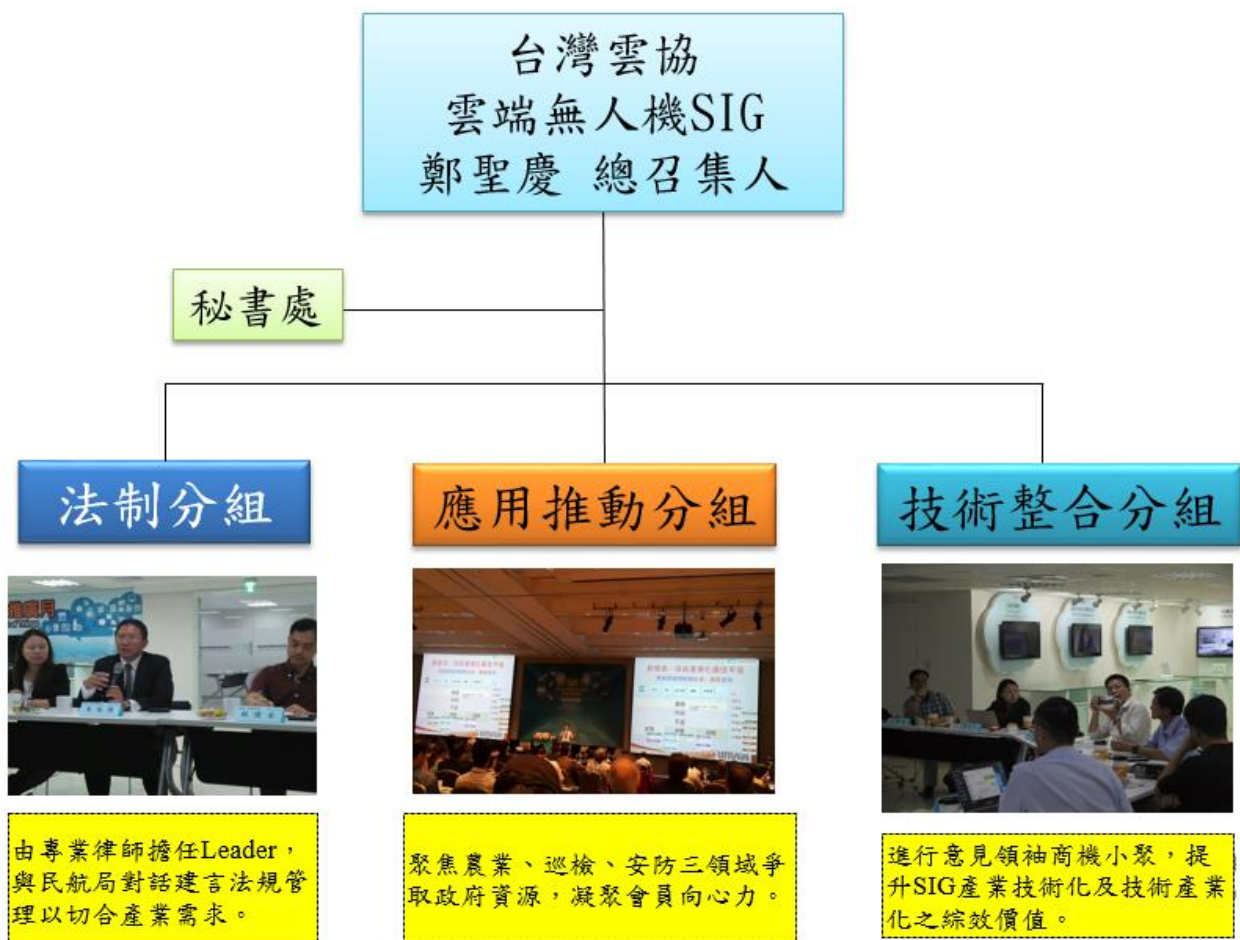 台灣雲協
雲端無人機SIG
鄭聖慶 總召集人
秘書處
法制分組
應用推動分組
技術整合分組
由專業律師擔任Leader，
與民航局對話建言法規管
理以切合產業需求。
聚焦農業、巡檢、安防三領域爭
取政府資源，凝聚會員向心力。
進行意見領袖商機小聚，提
升SIG產業技術化及技術產業
化之綜效價值。